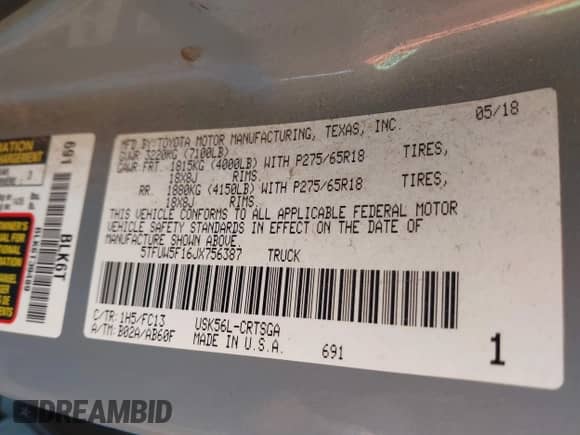 MFD BY:TOYOTA MOTOR MANUFACTURING, TEXAS, INC. 05/18
GVWR 3220KG (7100LB)
GAWR:FRT. 1815KG (4000LB) WITH P275/65R18 TIRES,
18X8J RIMS.
RR. 1880KG (4150LB) WITH P275/65R18 TIRES,
18X8J RIMS.
THIS VEHICLE CONFORMS TO ALL APPLICABLE FEDERAL MOTOR
VEHICLE SAFETY STANDARDS IN EFFECT ON THE DATE OF
MANUFACTURE SHOWN ABOVE.
5TFUW5F16JX756387 TRUCK
C/TR: 1H5/FC13 USK56L-CRTSGA
A/TM: B02A/AB60F MADE IN U.S.A. 691 1
691 BLK6T
DREAMBID